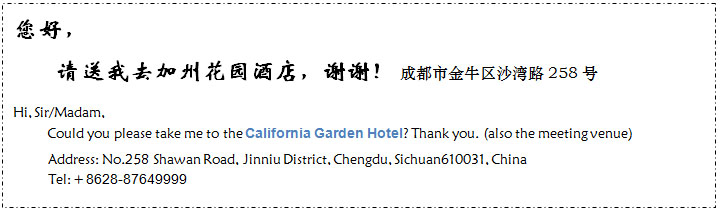 您好，
请送我去加州花园酒店，谢谢！ 成都市金牛区沙湾路 258 号
Hi, Sir/Madam,
Could you please take me to the California Garden Hotel? Thank you. (also the meeting venue)
Address: No.258 Shawan Road, Jinniu District, Chengdu, Sichuan610031, China
Tel: +8628-87649999